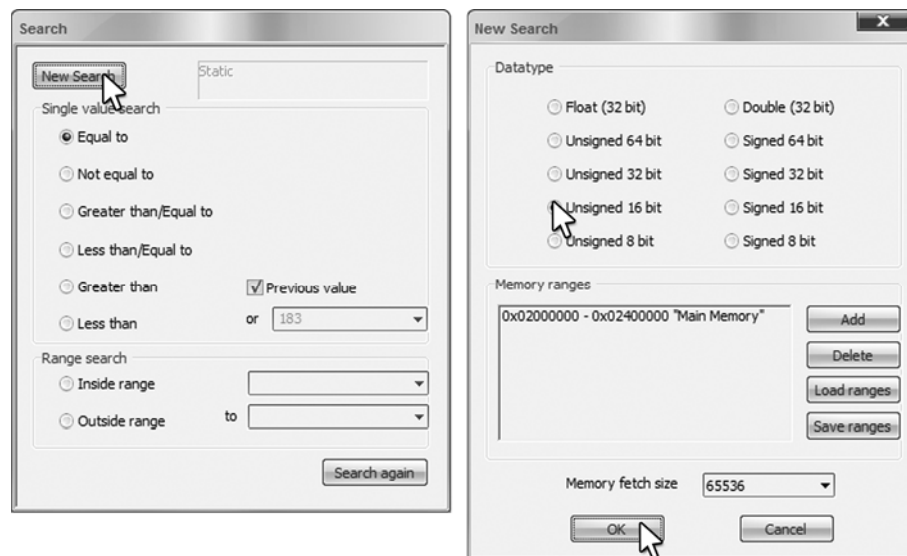 Search
New Search
Static
Single value search
Equal to
Not equal to
Greater than/Equal to
Less than/Equal to
Greater than
Previous value
Less than
or
183
Range search
Inside range
Outside range
to
Search again
New Search
X
Datatype
Float (32 bit)
Double (32 bit)
Unsigned 64 bit
Signed 64 bit
Unsigned 32 bit
Signed 32 bit
Unsigned 16 bit
Signed 16 bit
Unsigned 8 bit
Signed 8 bit
Memory ranges
0x02000000 - 0x02400000 "Main Memory"
Add
Delete
Load ranges
Save ranges
Memory fetch size
65536
OK
Cancel